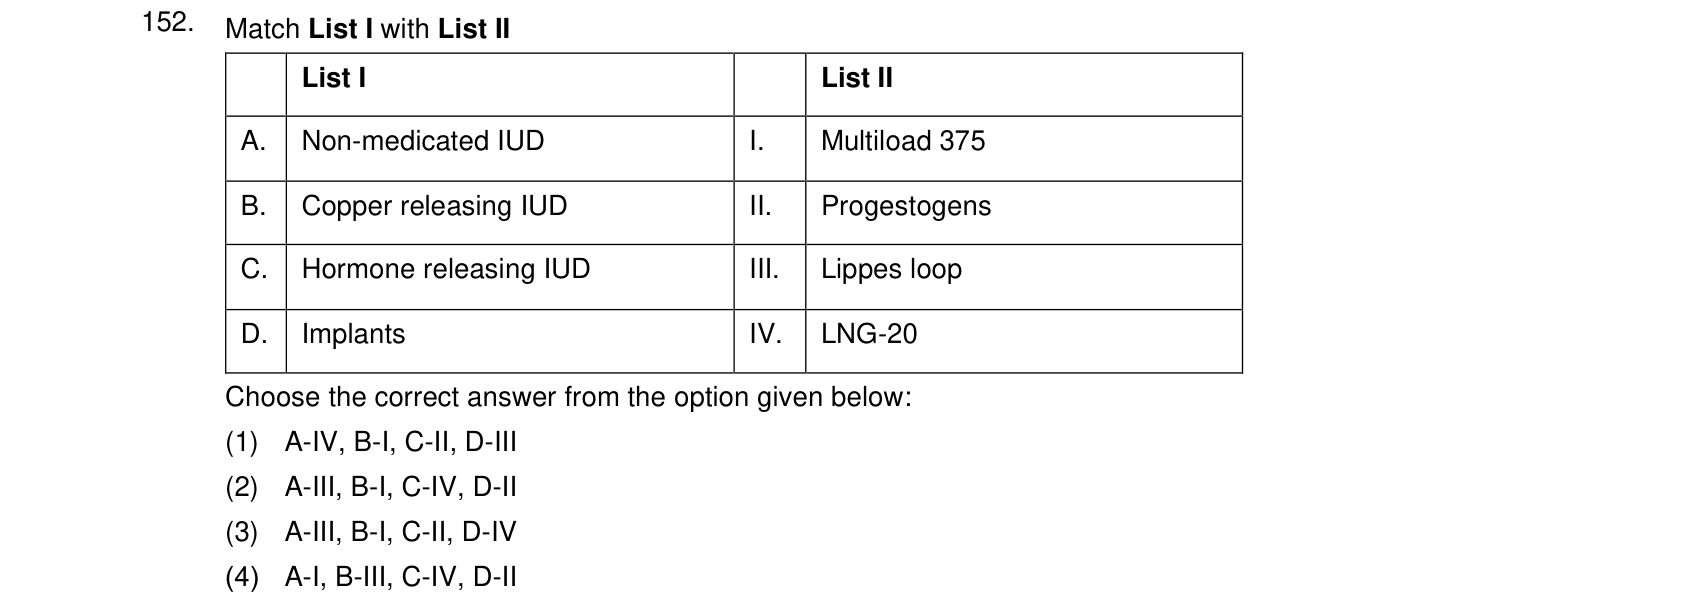 152. Match List I with List II
List I List II
A. Non-medicated IUD I. Multiload 375
B. Copper releasing IUD II. Progestogens
C. Hormone releasing IUD III. Lippes loop
D. Implants IV. LNG-20
Choose the correct answer from the option given below:
(1) A-IV, B-I, C-II, D-III
(2) A-III, B-I, C-IV, D-II
(3) A-III, B-I, C-II, D-IV
(4) A-I, B-III, C-IV, D-II